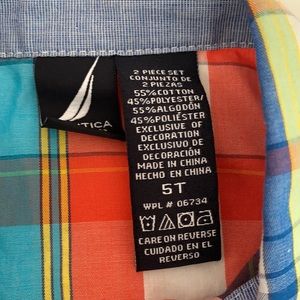 2 PIECE SET
CONJUNTO DE
2 PIEZAS
55%COTTON
45%POLYESTER/
55%ALGODÓN
45%POLIÉSTER
EXCLUSIVE OF
DECORATION
EXCLUSIVO DE
DECORACIÓN
MADE IN CHINA
HECHO EN CHINA
5T
WPL # 06734
CARE ON REVERSE
CUIDADO EN EL
REVERSO